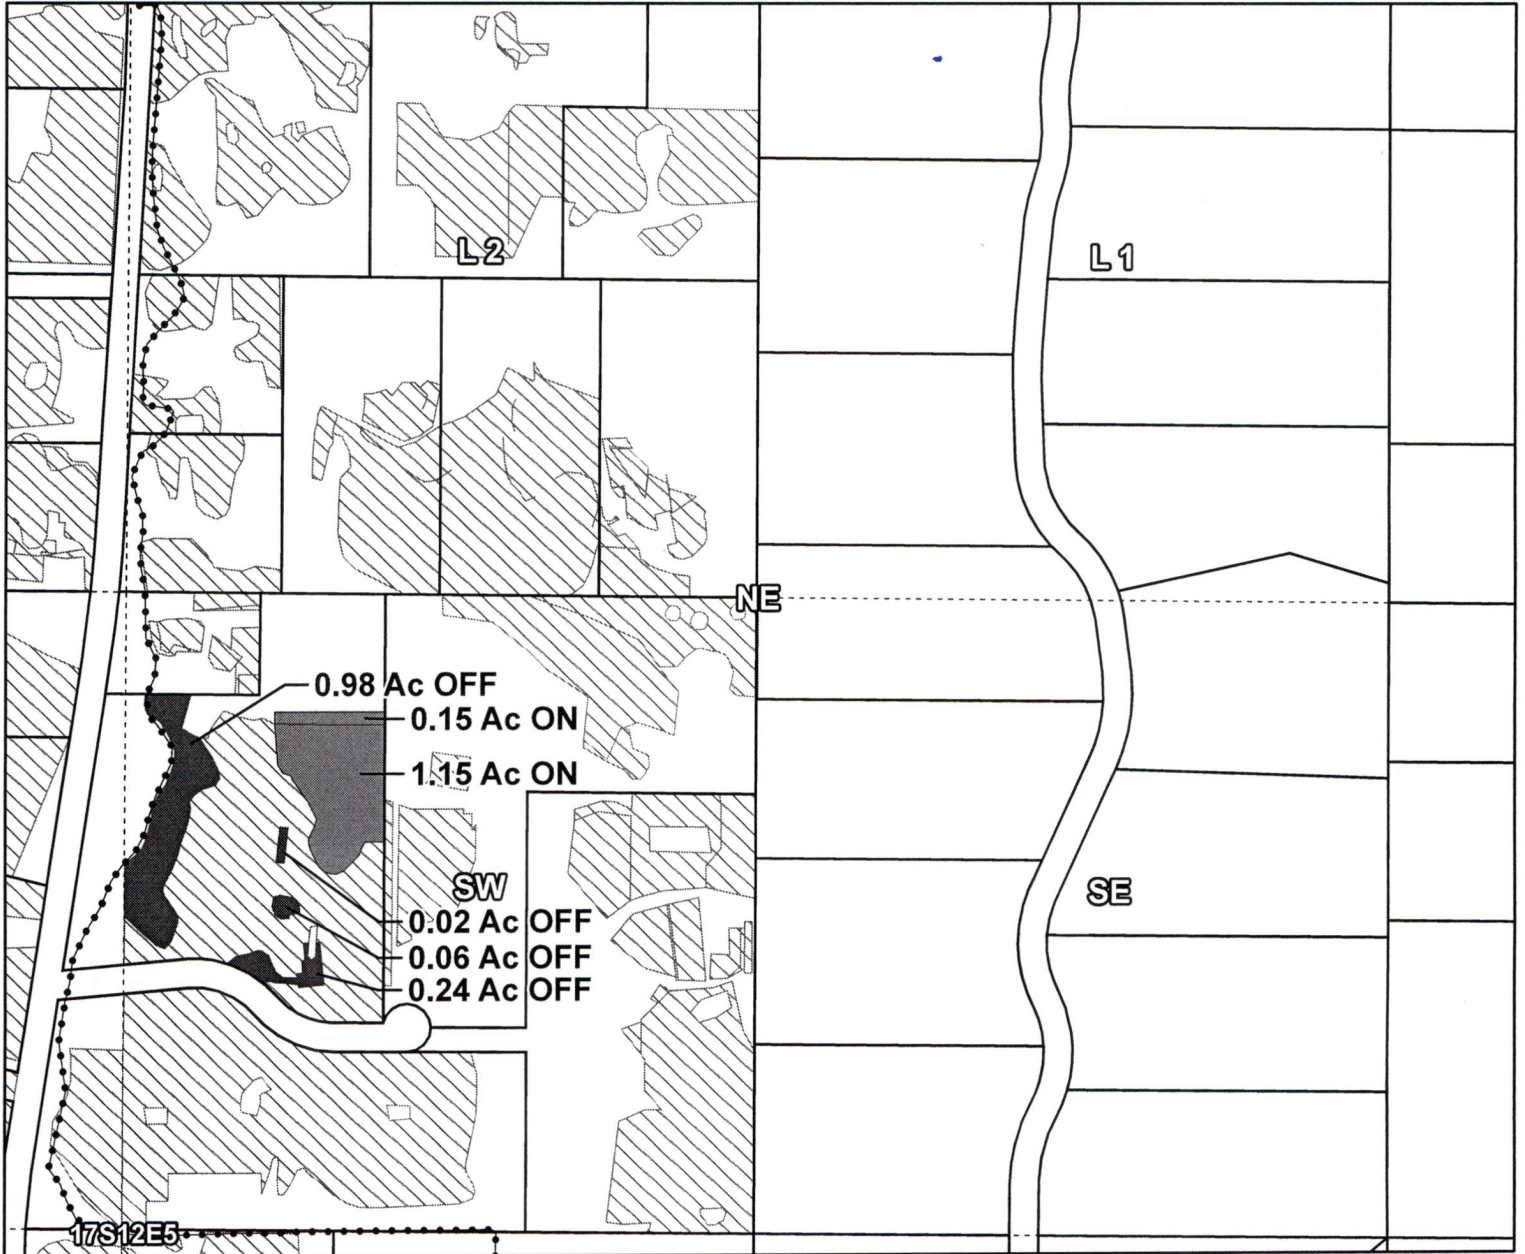 L 2
L 1
NE
0.98 Ac OFF
0.15 Ac ON
1.15 Ac ON
SW
SE
0.02 Ac OFF
0.06 Ac OFF
0.24 Ac OFF
17S12E5